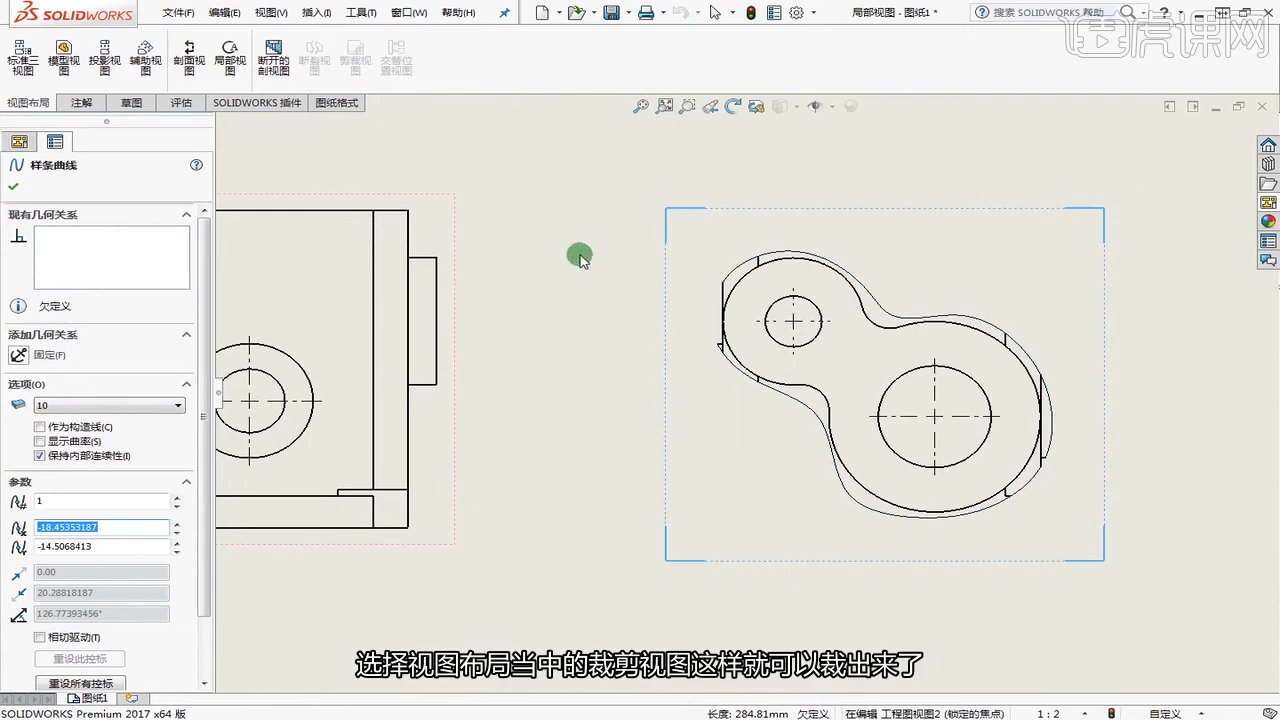 SOLIDWORKS 文件(F) 编辑(E) 视图(V) 插入(I) 工具(T) 窗口(W) 帮助(H) 局部视图 - 图纸1 * 搜索 SOLIDWORKS 帮助
虎课网
标准三视图 模型视图 投影视图 辅助视图 剖面视图 局部视图 断开的剖视图 断裂视图 剪裁视图 交替位置视图
视图布局 注解 草图 评估 SOLIDWORKS 插件 图纸格式
样条曲线
现有几何关系
欠定义
添加几何关系
固定(F)
选项(O)
10
作为构造线(C)
显示曲率(S)
保持内部连续性(I)
参数
1
-18.45353187
-14.5068413
0.00
20.28818187
126.77393456°
相切驱动(T)
重设此控标
重设所有控标
选择视图布局当中的裁剪视图这样就可以裁出来了
图纸1
SOLIDWORKS Premium 2017 x64 版 长度: 284.81mm 欠定义 在编辑 工程图视图2 (锁定的焦点) 1 : 2 自定义